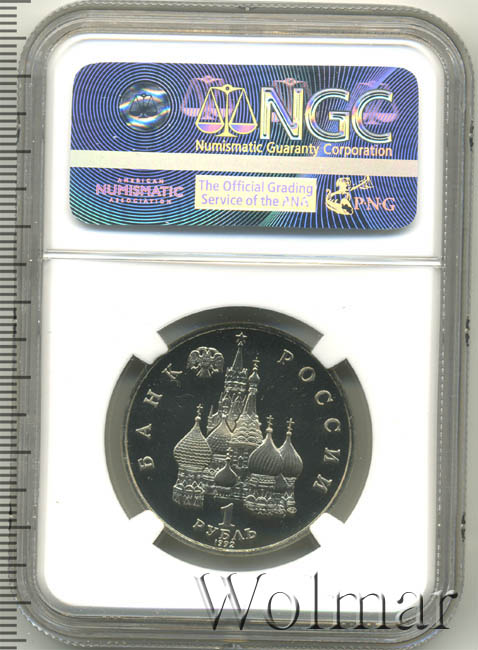 NGC
Numismatic Guaranty Corporation
AMERICAN
NUMISMATIC
ASSOCIATION
The Official Grading
Service of the PNG
PNG
БАНК РОССИИ
1
РУБЛЬ
1992
Wolmar